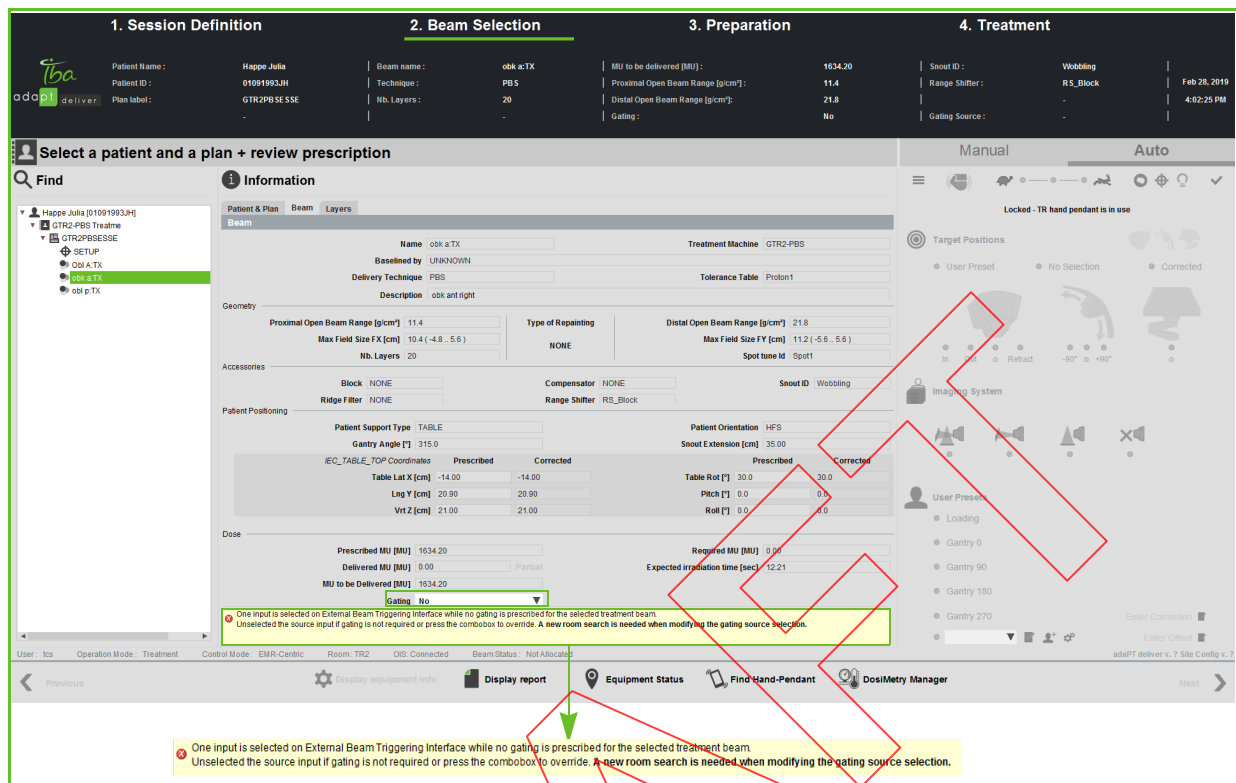 1. Session Definition 2. Beam Selection 3. Preparation 4. Treatment
iba
adapt deliver
Patient Name : Happe Julia Beam name : obk a:TX MU to be delivered [MU] : 1634.20 Snout ID : Wobbling
Patient ID : 01091993JH Technique : PBS Proximal Open Beam Range [g/cm²] : 11.4 Range Shifter : RS_Block Feb 28, 2019
Plan label : GTR2PBSESSE Nb. Layers : 20 Distal Open Beam Range [g/cm²]: 21.8 - 4:02:25 PM
- - Gating : No Gating Source : -
Select a patient and a plan + review prescription
Manual Auto
Find
Information
Locked - TR hand pendant is in use
Happe Julia [01091993JH]
GTR2-PBS Treatme
GTR2PBSESSE
SETUP
Obl A:TX
obk a:TX
obl p:TX
Patient & Plan Beam Layers
Beam
Name obk a:TX Treatment Machine GTR2-PBS
Baselined by UNKNOWN
Delivery Technique PBS Tolerance Table Proton1
Description obk ant right
Geometry
Proximal Open Beam Range [g/cm²] 11.4 Type of Repainting Distal Open Beam Range [g/cm²] 21.8
Max Field Size FX [cm] 10.4 ( -4.8 .. 5.6 ) NONE Max Field Size FY [cm] 11.2 ( -5.6 .. 5.6 )
Nb. Layers 20 Spot tune Id Spot1
Accessories
Block NONE Compensator NONE Snout ID Wobbling
Ridge Filter NONE Range Shifter RS_Block
Patient Positioning
Patient Support Type TABLE Patient Orientation HFS
Gantry Angle [°] 315.0 Snout Extension [cm] 35.00
IEC_TABLE_TOP Coordinates Prescribed Corrected Prescribed Corrected
Table Lat X [cm] -14.00 -14.00 Table Rot [°] 30.0 30.0
Lng Y [cm] 20.90 20.90 Pitch [°] 0.0 0.0
Vrt Z [cm] 21.00 21.00 Roll [°] 0.0 0.0
Dose
Prescribed MU [MU] 1634.20 Required MU [MU] 0.00
Delivered MU [MU] 0.00 Partial Expected irradiation time [sec] 12.21
MU to be Delivered [MU] 1634.20
Gating No
One input is selected on External Beam Triggering Interface while no gating is prescribed for the selected treatment beam.
Unselected the source input if gating is not required or press the combobox to override. A new room search is needed when modifying the gating source selection.
Target Positions
User Preset No Selection Corrected
In Retract -90° +90°
Imaging System
User Presets
Loading
Gantry 0
Gantry 90
Gantry 180
Gantry 270 Enter Correction
Enter Offset
User : tcs Operation Mode : Treatment Control Mode : EMR-Centric Room : TR2 OIS: Connected Beam Status : Not Allocated adaPT deliver v. ? Site Config v. ?
Previous Display equipment info Display report Equipment Status Find Hand-Pendant DosiMetry Manager Next
One input is selected on External Beam Triggering Interface while no gating is prescribed for the selected treatment beam.
Unselected the source input if gating is not required or press the combobox to override. A new room search is needed when modifying the gating source selection.